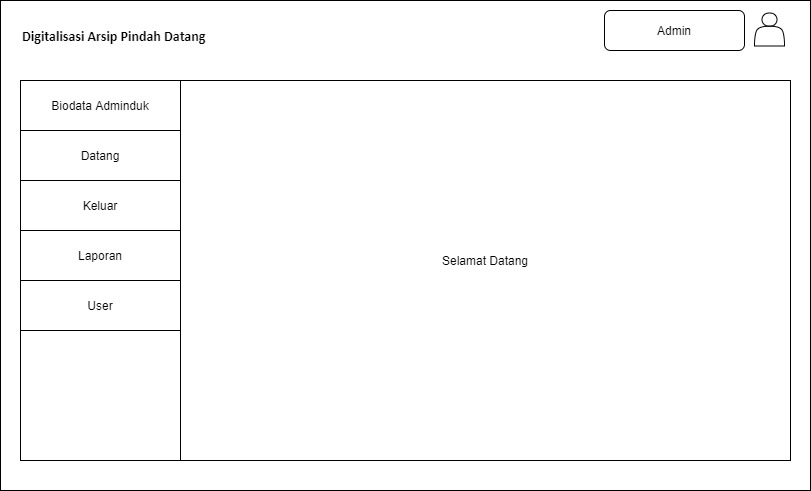 Digitalisasi Arsip Pindah Datang
Admin
Biodata Adminduk
Datang
Keluar
Laporan
User
Selamat Datang